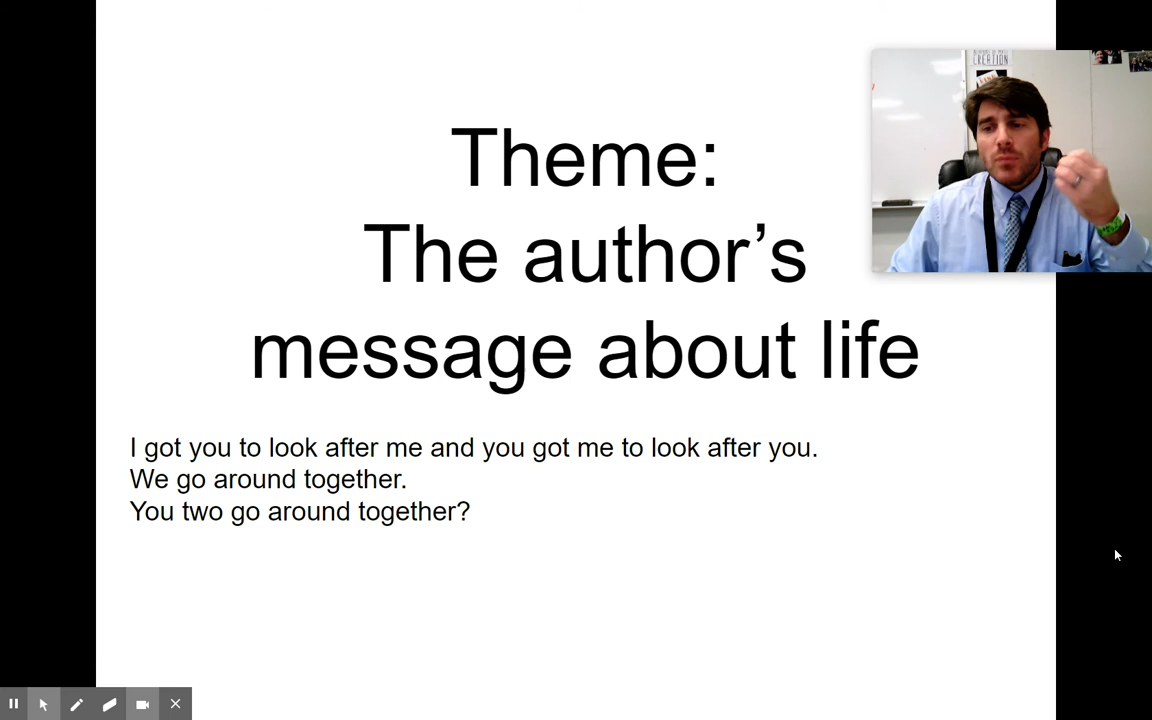 Theme:
The author’s
message about life
I got you to look after me and you got me to look after you.
We go around together.
You two go around together?
CREATION